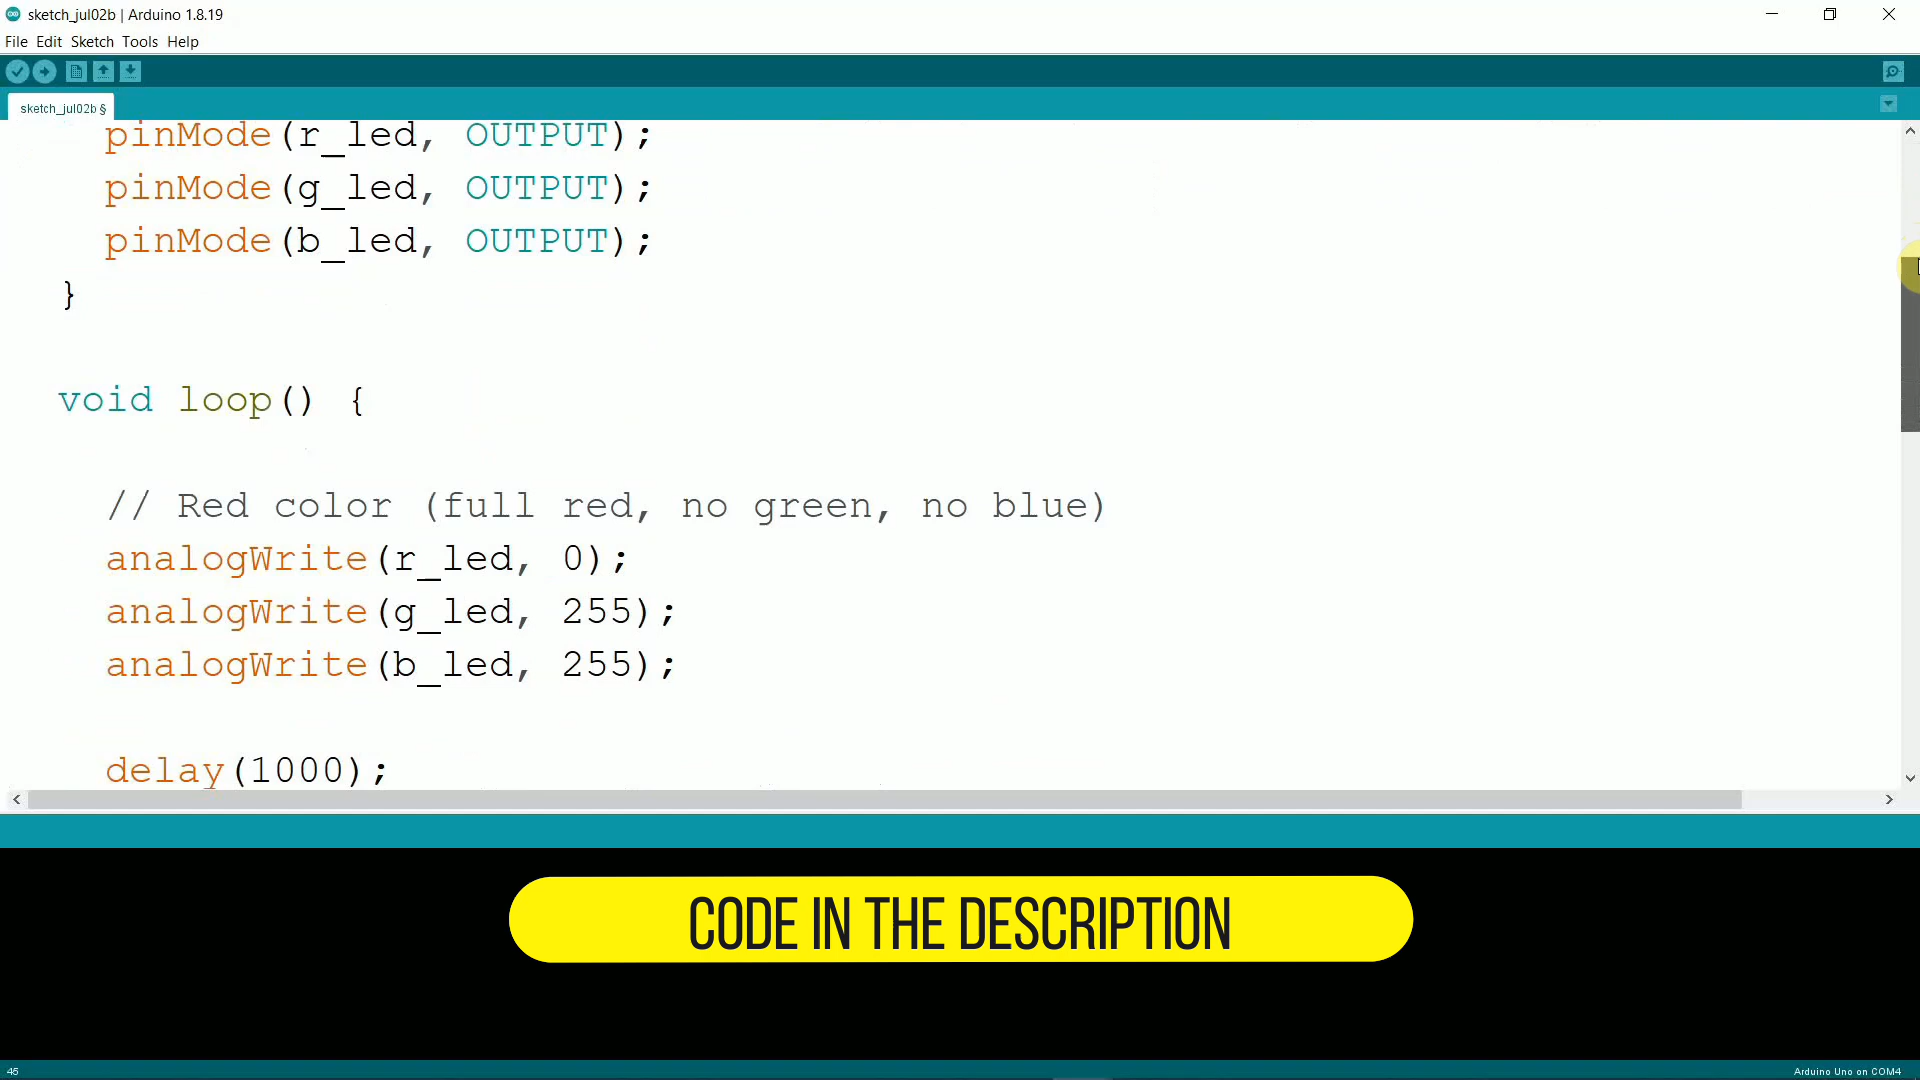 sketch_jul02b | Arduino 1.8.19
File Edit Sketch Tools Help
sketch_jul02b §
pinMode(r_led, OUTPUT);
pinMode(g_led, OUTPUT);
pinMode(b_led, OUTPUT);
}
void loop() {
// Red color (full red, no green, no blue)
analogWrite(r_led, 0);
analogWrite(g_led, 255);
analogWrite(b_led, 255);
delay(1000);
CODE IN THE DESCRIPTION
45
Arduino Uno on COM4